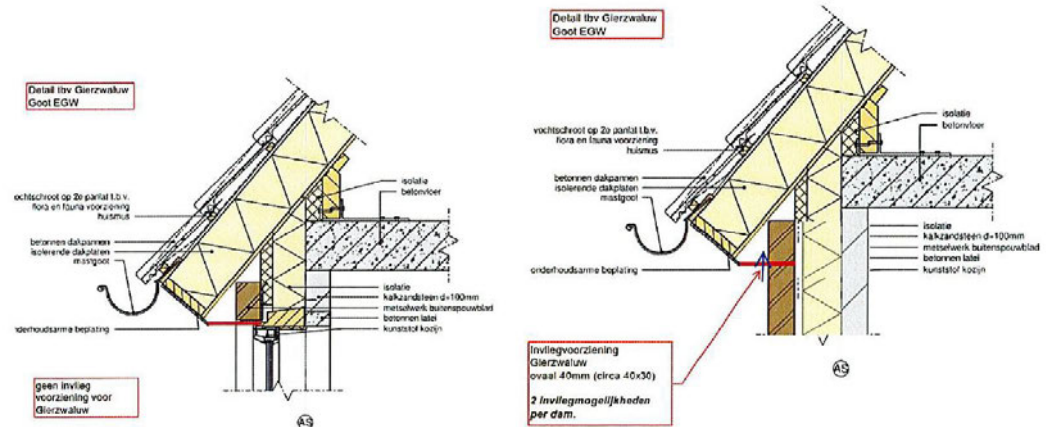 Detail tbv Gierzwaluw
Goot EGW
isolatie
betonvloer
vochtschroot op 2e panlat t.b.v.
flora en fauna voorziening
huismus
betonnen dakpannen
isolerende dakplaten
mastgoot
onderhoudsarme beplating
isolatie
kalkzandsteen d=100mm
metselwerk buitenspouwblad
betonnen latei
kunststof kozijn
geen invlieg
voorziening voor
Gierzwaluw
AS
Detail tbv Gierzwaluw
Goot EGW
isolatie
betonvloer
vochtschroot op 2e panlat t.b.v.
flora en fauna voorziening
huismus
betonnen dakpannen
isolerende dakplaten
mastgoot
onderhoudsarme beplating
isolatie
kalkzandsteen d=100mm
metselwerk buitenspouwblad
betonnen latei
kunststof kozijn
Invliegvoorziening
Gierzwaluw
ovaal 40mm (circa 40x30)
2 invliegmogelijkheden
per dam.
AS